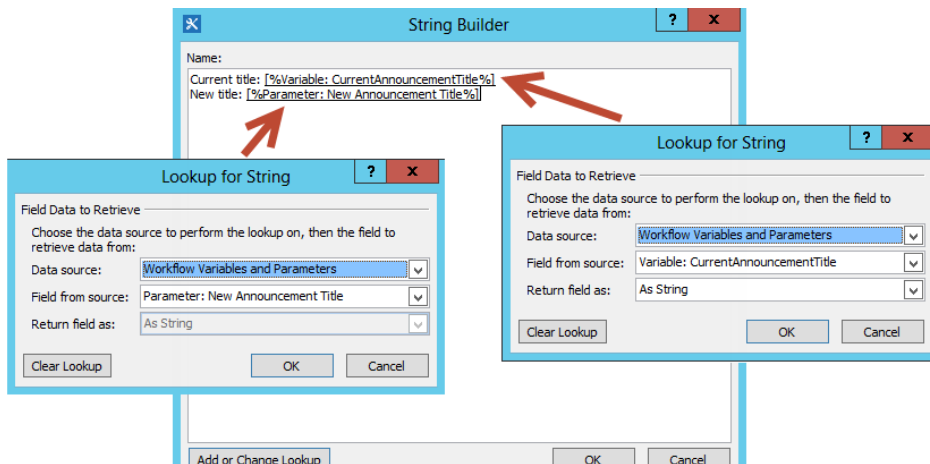 String Builder
?
x
Name:
Current title: [%Variable: CurrentAnnouncementTitle%]
New title: [%Parameter: New Announcement Title%]
Lookup for String
?
x
Field Data to Retrieve
Choose the data source to perform the lookup on, then the field to
retrieve data from:
Data source:
Workflow Variables and Parameters
Field from source:
Parameter: New Announcement Title
Return field as:
As String
Clear Lookup
OK
Cancel
Lookup for String
?
x
Field Data to Retrieve
Choose the data source to perform the lookup on, then the field to
retrieve data from:
Data source:
Workflow Variables and Parameters
Field from source:
Variable: CurrentAnnouncementTitle
Return field as:
As String
Clear Lookup
OK
Cancel
Add or Change Lookup
OK
Cancel